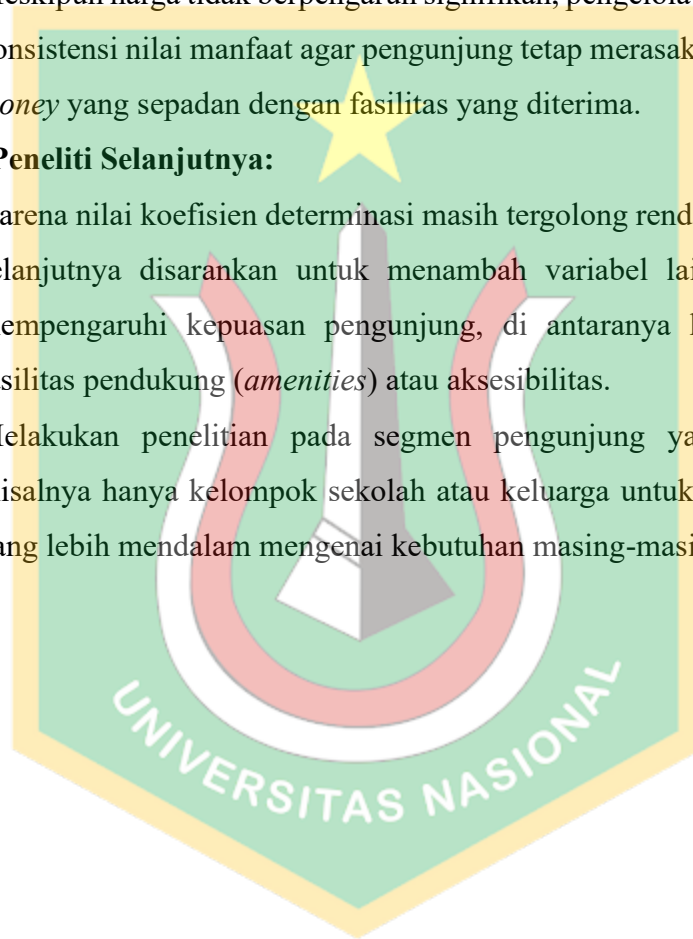 meskipun harga tidak berpengaruh signifikan, pengelola
onsistensi nilai manfaat agar pengunjung tetap merasak
oney yang sepadan dengan fasilitas yang diterima.
Peneliti Selanjutnya:
arena nilai koefisien determinasi masih tergolong rend
elanjutnya disarankan untuk menambah variabel lai
empengaruhi kepuasan pengunjung, di antaranya
asilitas pendukung (amenities) atau aksesibilitas.
Melakukan penelitian pada segmen pengunjung ya
isalnya hanya kelompok sekolah atau keluarga untuk
ang lebih mendalam mengenai kebutuhan masing-masi
UNIVERSITAS NASIONAL